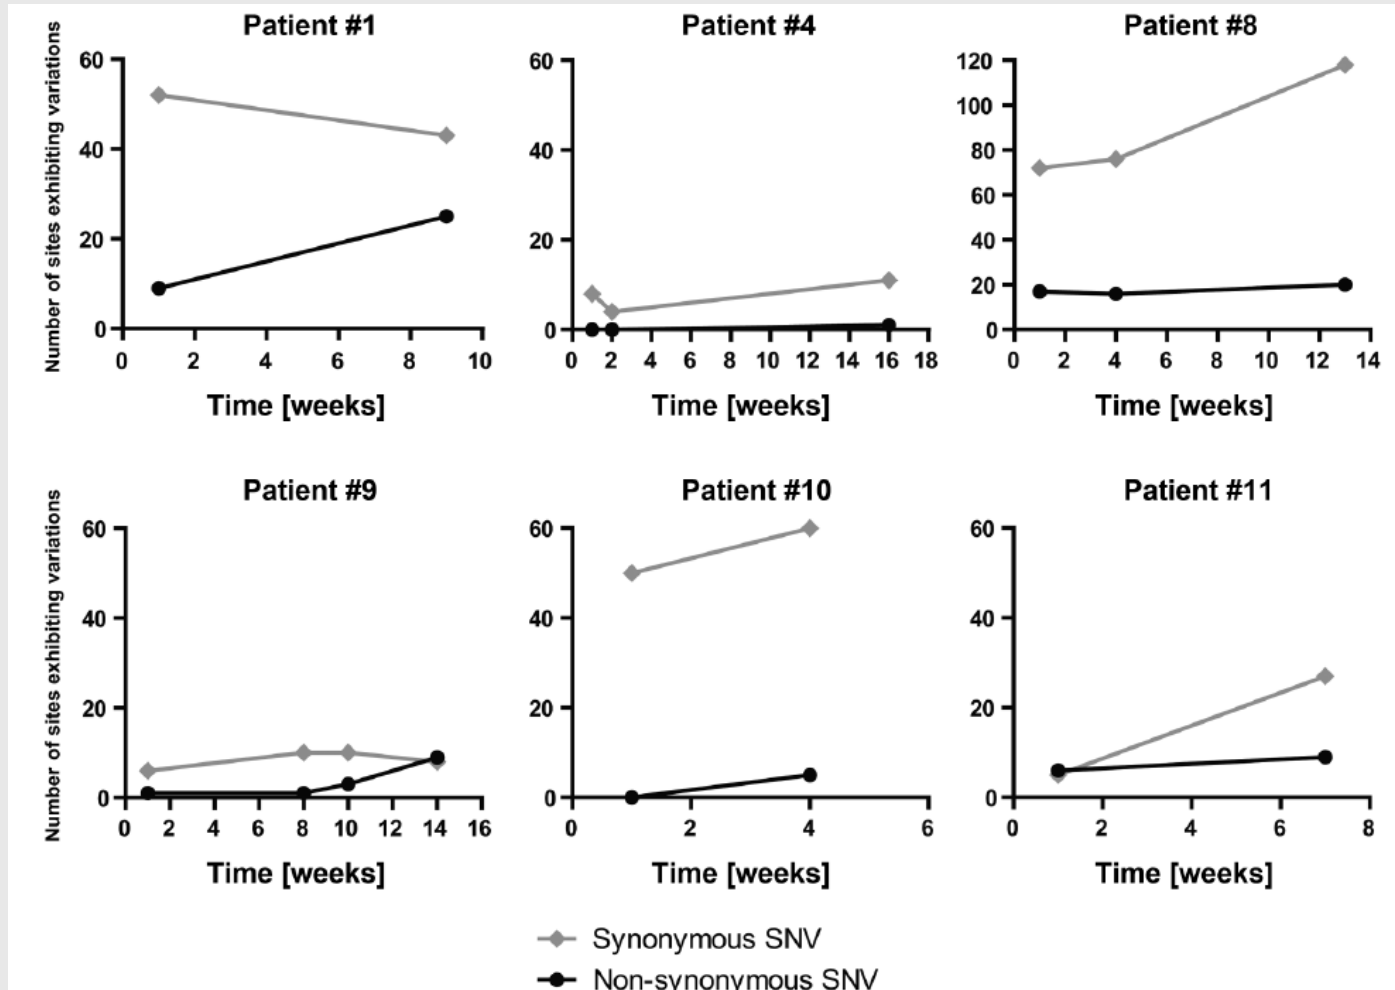 Patient #1
Patient #4
Patient #8
Number of sites exhibiting variations
60
40
20
0
0 2 4 6 8 10
Time [weeks]
60
40
20
0
0 2 4 6 8 10 12 14 16 18
Time [weeks]
120
100
80
60
40
20
0
0 2 4 6 8 10 12 14
Time [weeks]
Patient #9
Patient #10
Patient #11
Number of sites exhibiting variations
60
40
20
0
0 2 4 6 8 10 12 14 16
Time [weeks]
60
40
20
0
0 2 4 6
Time [weeks]
60
40
20
0
0 2 4 6 8
Time [weeks]
Synonymous SNV
Non-synonymous SNV